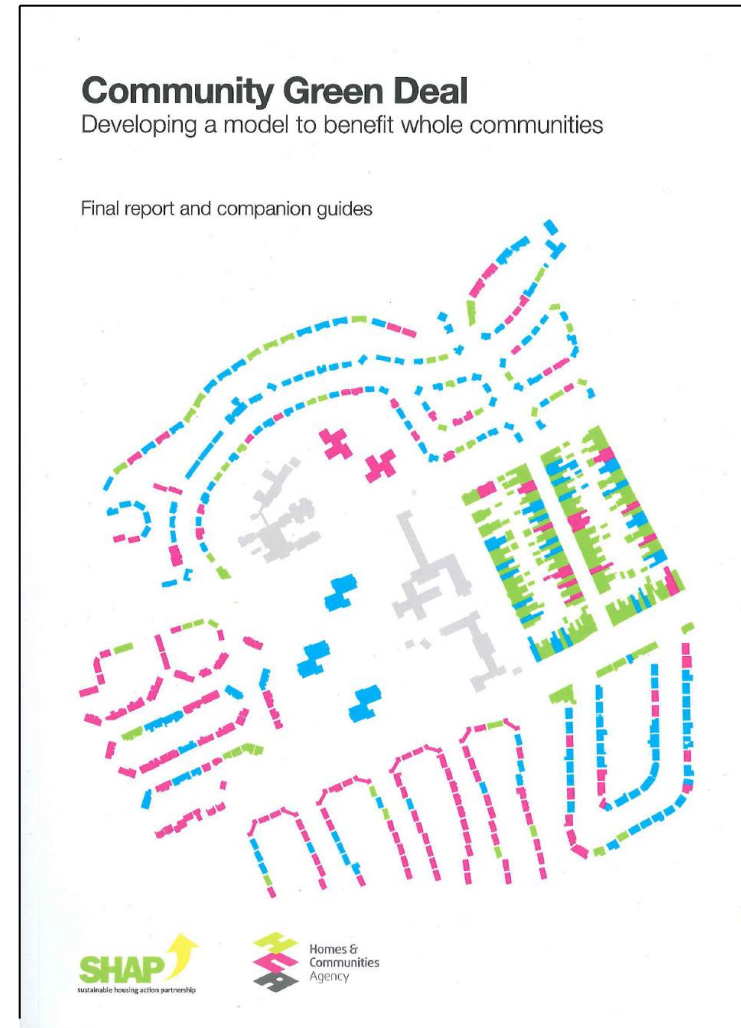 Community Green Deal
Developing a model to benefit whole communities
Final report and companion guides
SHAP
sustainable housing action partnership
HCA
Homes &
Communities
Agency